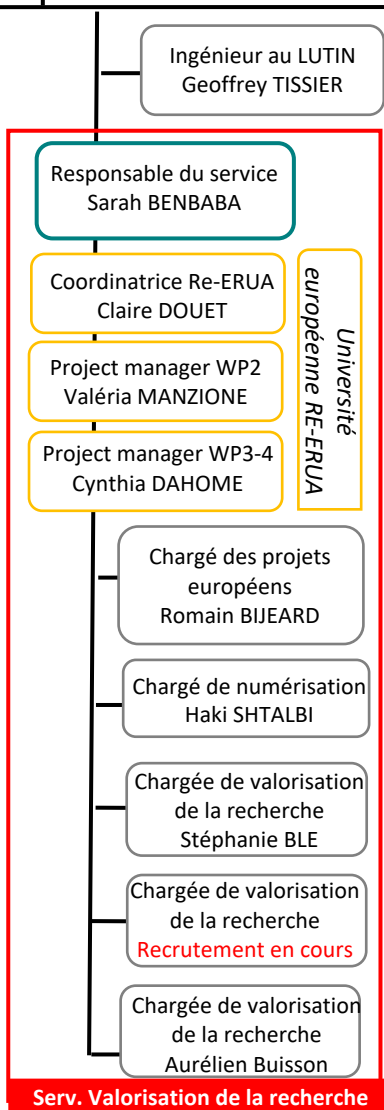 Ingénieur au LUTIN
Geoffrey TISSIER
Responsable du service
Sarah BENBABA
Coordinatrice Re-ERUA
Claire DOUET
Project manager WP2
Valéria MANZIONE
Project manager WP3-4
Cynthia DAHOME
Université
européenne RE-ERUA
Chargé des projets
européens
Romain BIJEARD
Chargé de numérisation
Haki SHTALBI
Chargée de valorisation
de la recherche
Stéphanie BLE
Chargée de valorisation
de la recherche
Recrutement en cours
Chargée de valorisation
de la recherche
Aurélien Buisson
Serv. Valorisation de la recherche